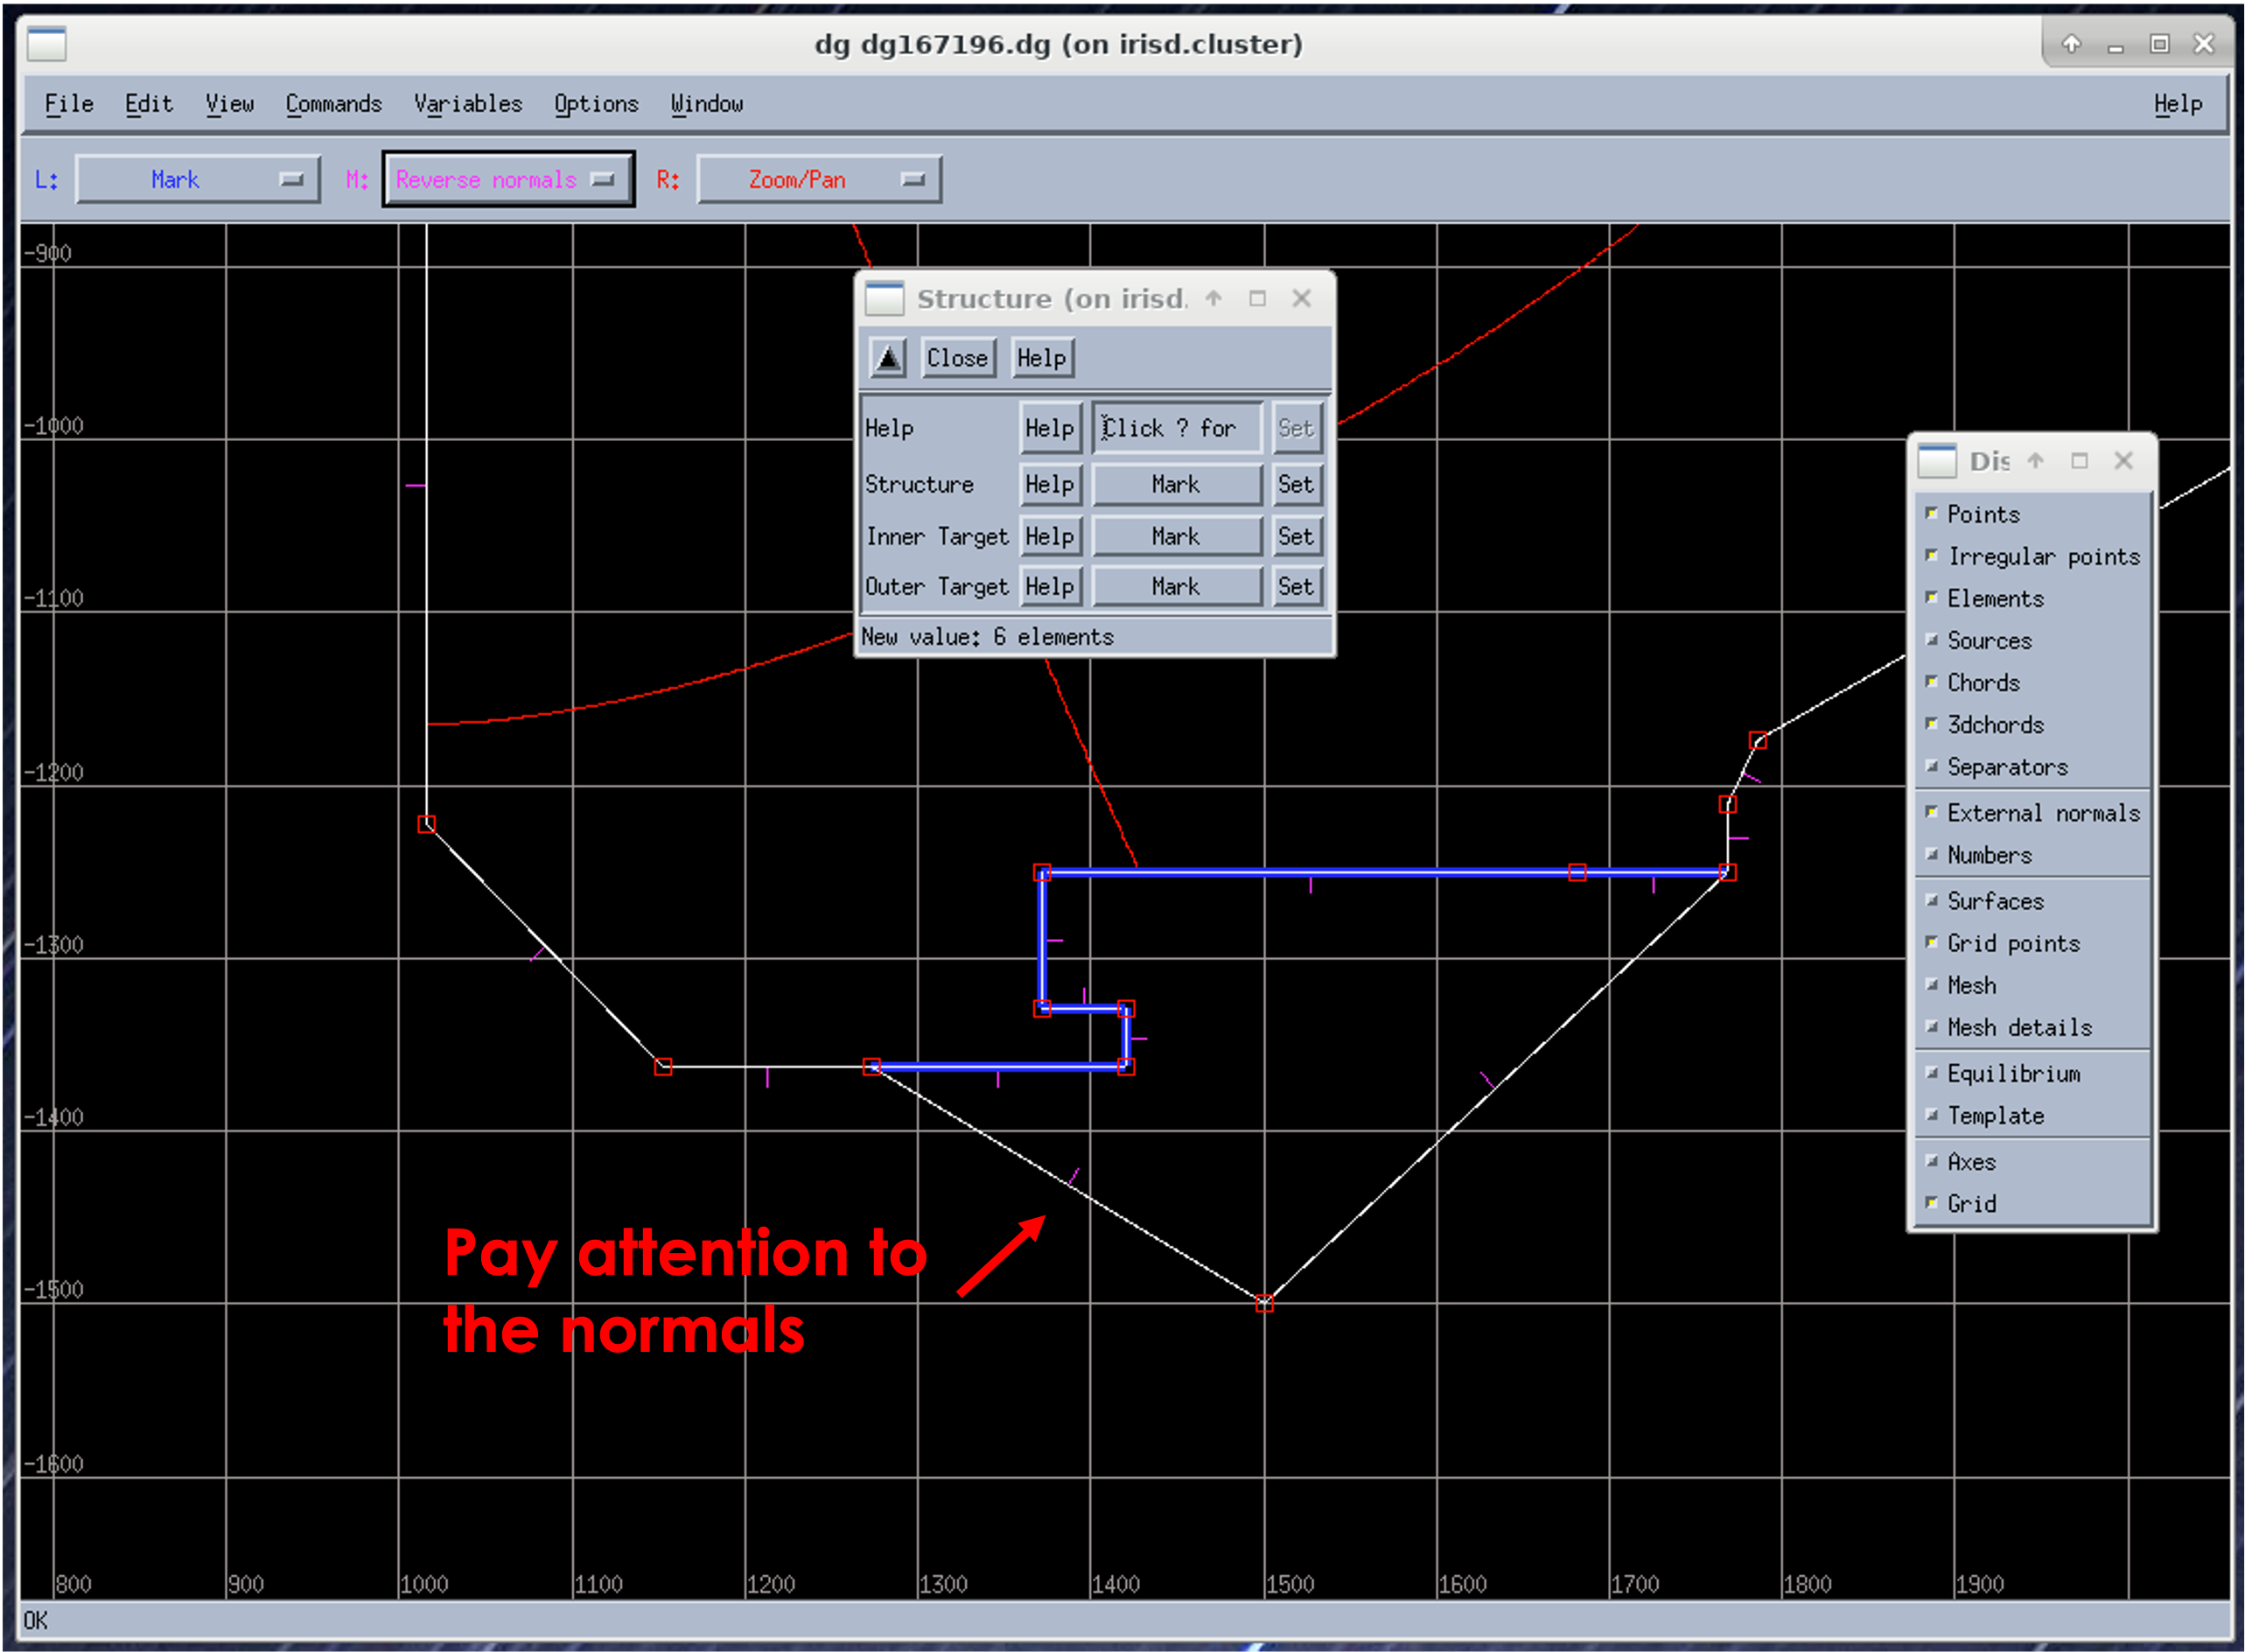 dg dg167196.dg (on irisd.cluster)
File Edit View Commands Variables Options Window Help
L: Mark M: Reverse normals R: Zoom/Pan
-900
-1000
-1100
-1200
-1300
-1400
-1500
-1600
800 900 1000 1100 1200 1300 1400 1500 1600 1700 1800 1900
Structure (on irisd.
Close Help
Help Help Click ? for Set
Structure Help Mark Set
Inner Target Help Mark Set
Outer Target Help Mark Set
New value: 6 elements
Dis
Points
Irregular points
Elements
Sources
Chords
3dchords
Separators
External normals
Numbers
Surfaces
Grid points
Mesh
Mesh details
Equilibrium
Template
Axes
Grid
Pay attention to
the normals
OK